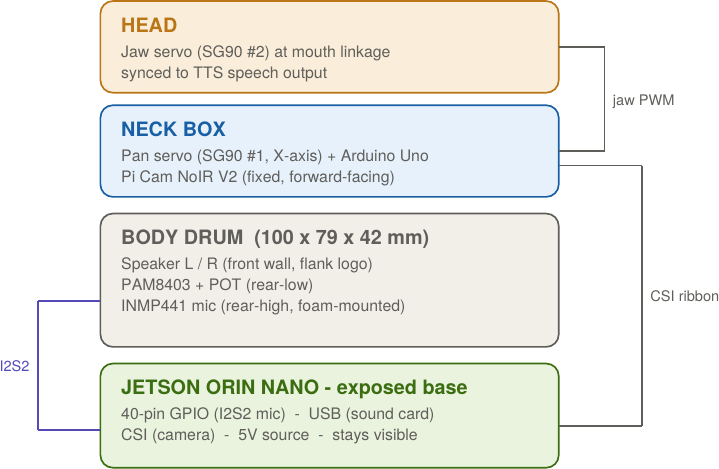 HEAD
Jaw servo (SG90 #2) at mouth linkage
synced to TTS speech output
jaw PWM
NECK BOX
Pan servo (SG90 #1, X-axis) + Arduino Uno
Pi Cam NoIR V2 (fixed, forward-facing)
BODY DRUM (100 x 79 x 42 mm)
Speaker L / R (front wall, flank logo)
PAM8403 + POT (rear-low)
INMP441 mic (rear-high, foam-mounted)
CSI ribbon
I2S2
JETSON ORIN NANO - exposed base
40-pin GPIO (I2S2 mic) - USB (sound card)
CSI (camera) - 5V source - stays visible